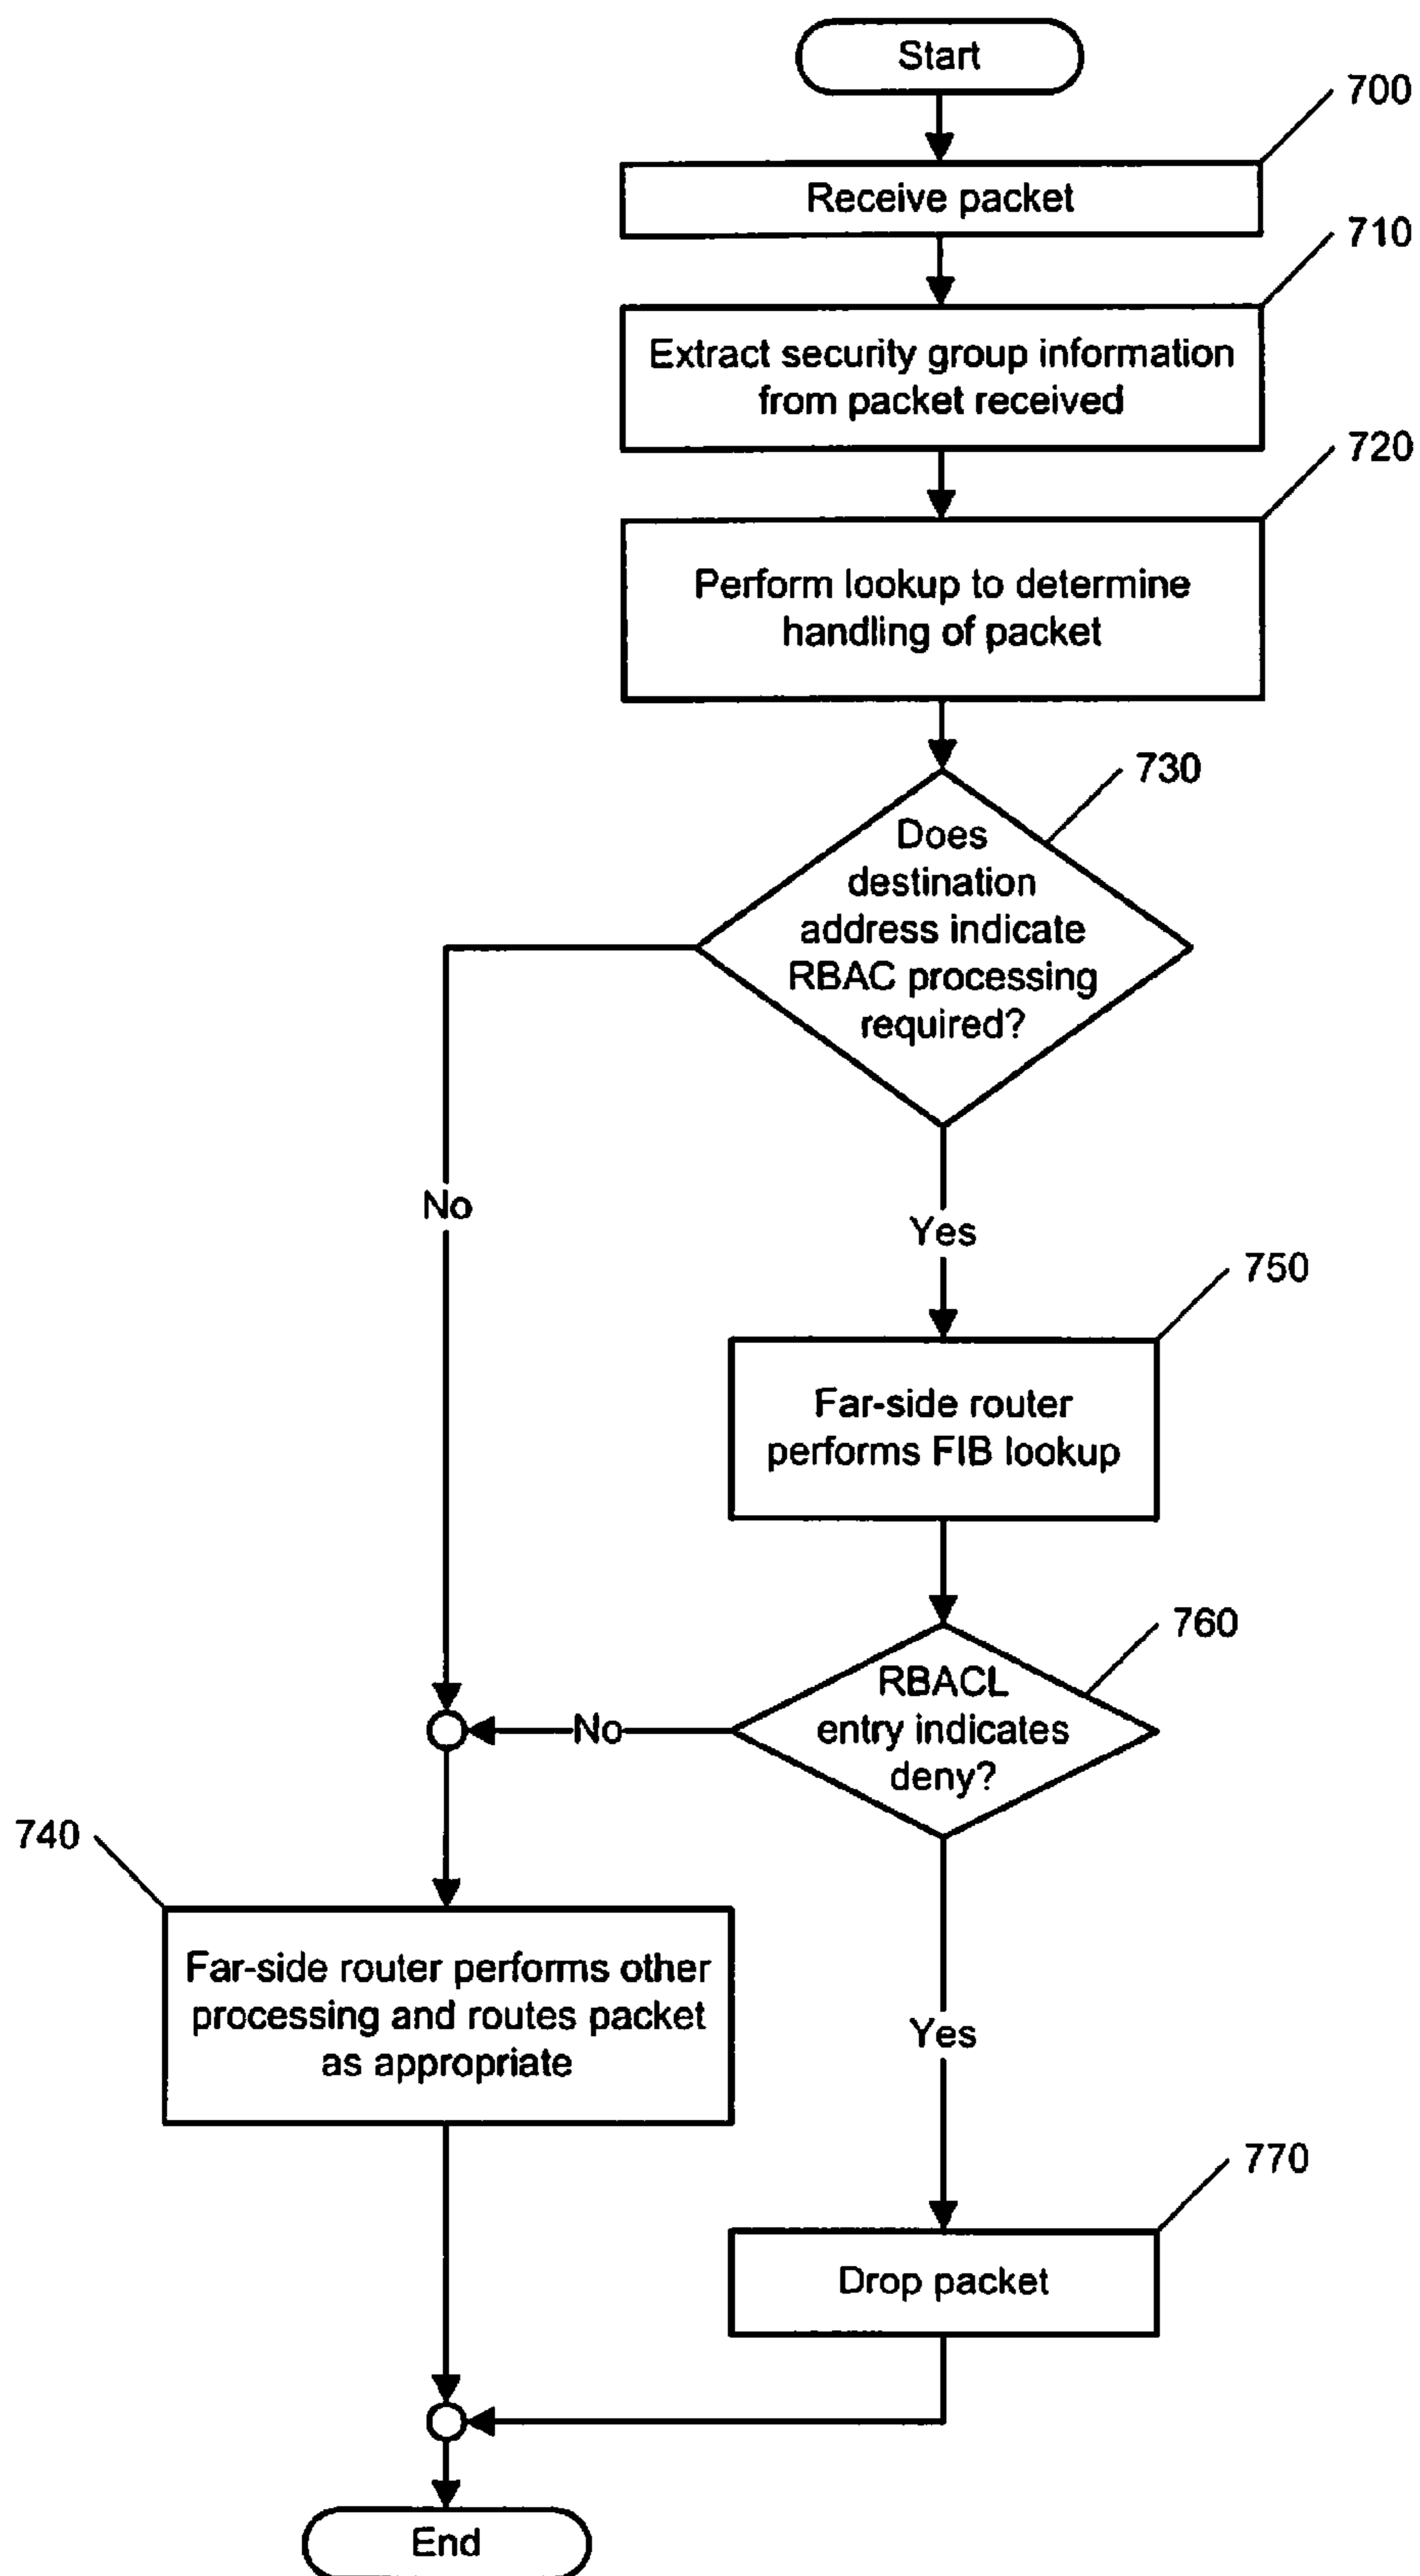 Start
700
Receive packet
710
Extract security group information
from packet received
720
Perform lookup to determine
handling of packet
730
Does
destination
address indicate
RBAC processing
required?
No
Yes
750
Far-side router
performs FIB lookup
760
RBACL
entry indicates
deny?
No
740
Far-side router performs other
processing and routes packet
as appropriate
Yes
770
Drop packet
End